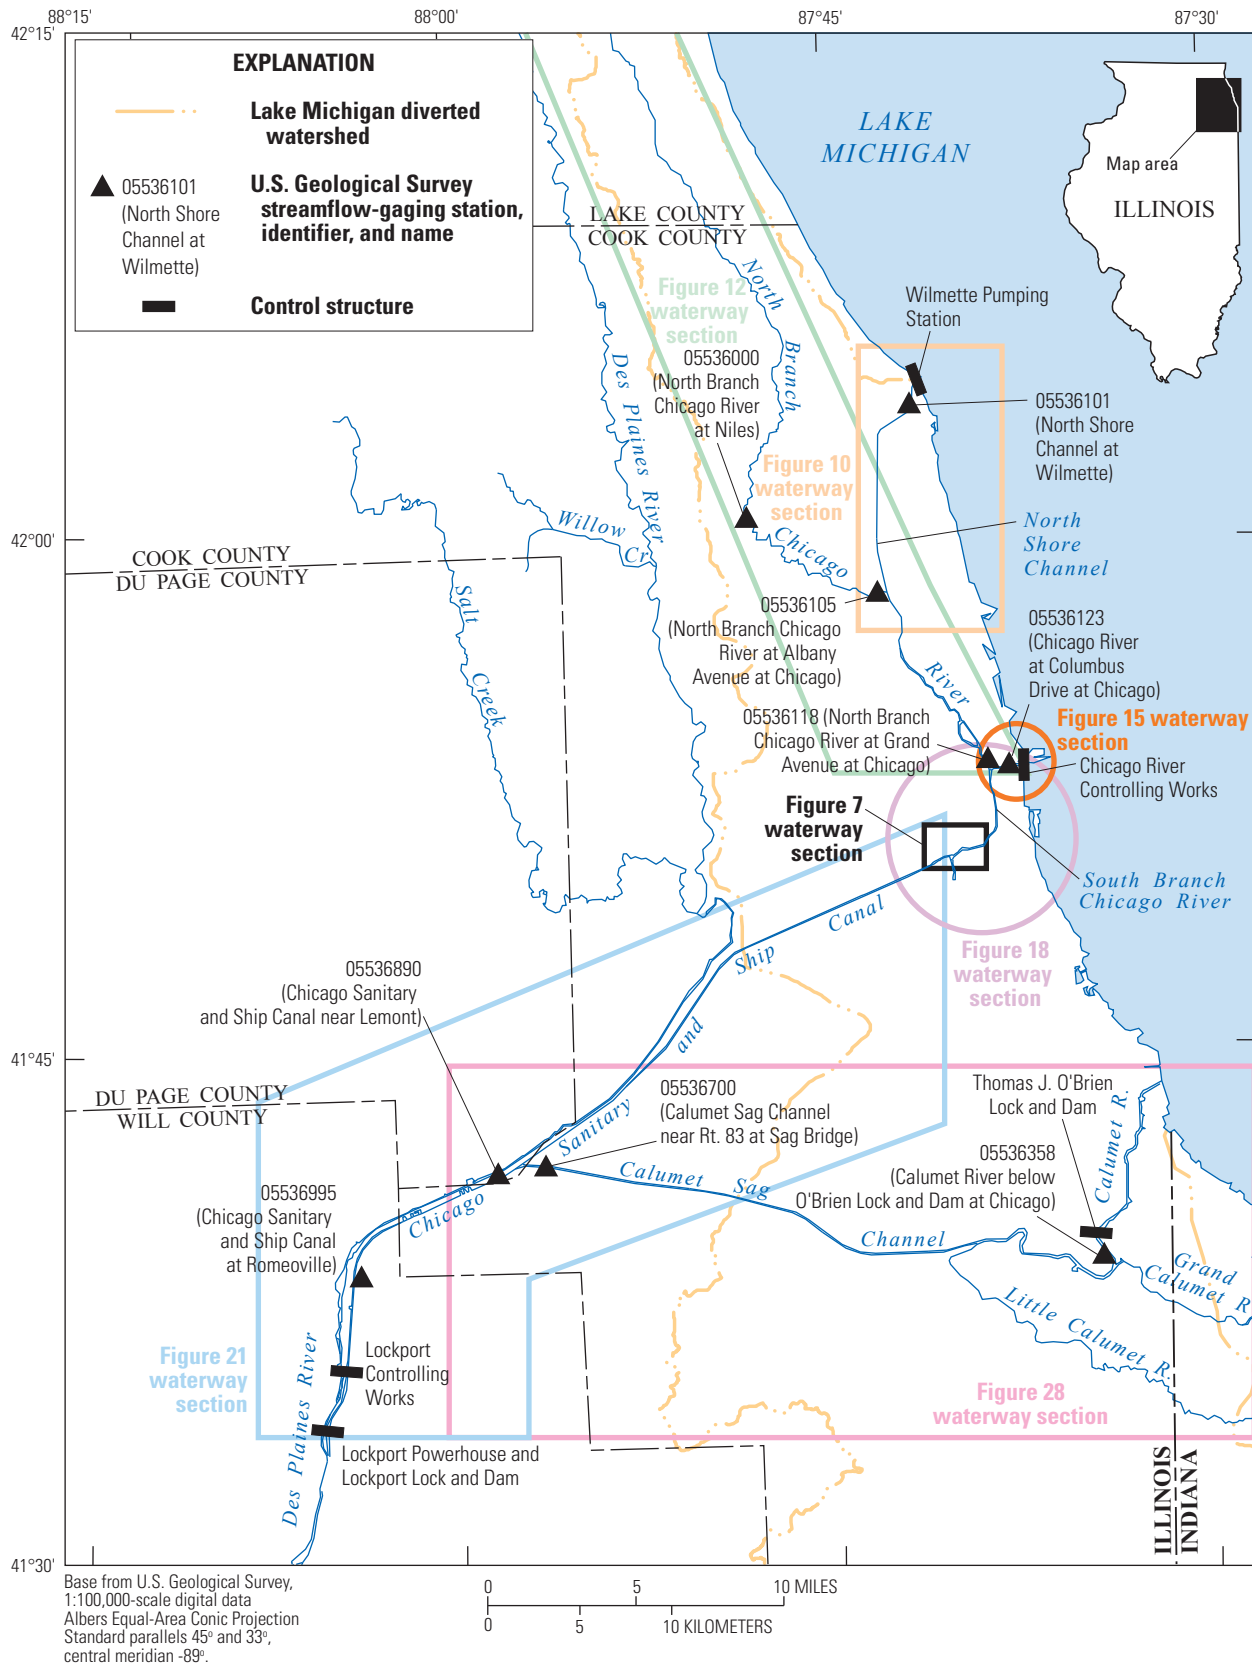 88°15'
88°00'
87°45'
87°30'
42°15'
EXPLANATION
Lake Michigan diverted
watershed
05536101
(North Shore
Channel at
Wilmette)
U.S. Geological Survey
streamflow-gaging station,
identifier, and name
Control structure
LAKE
MICHIGAN
Map area
ILLINOIS
LAKE COUNTY
COOK COUNTY
North
Branch
Figure 12
waterway
section
Wilmette Pumping
Station
Des Plaines River
05536000
(North Branch
Chicago River
at Niles)
05536101
(North Shore
Channel at
Wilmette)
Figure 10
waterway
section
Willow
Cr
Chicago
North
Shore
Channel
42°00'
COOK COUNTY
DU PAGE COUNTY
Salt
Creek
05536105
(North Branch Chicago
River at Albany
Avenue at Chicago)
05536123
(Chicago River
at Columbus
Drive at Chicago)
River
05536118 (North Branch
Chicago River at Grand
Avenue at Chicago)
Figure 15 waterway
section
Chicago River
Controlling Works
Figure 7
waterway
section
South Branch
Chicago River
Canal
Ship
and
Sanitary
Chicago
Figure 18
waterway
section
05536890
(Chicago Sanitary
and Ship Canal near Lemont)
41°45'
DU PAGE COUNTY
WILL COUNTY
05536700
(Calumet Sag Channel
near Rt. 83 at Sag Bridge)
Thomas J. O'Brien
Lock and Dam
Calumet R.
05536358
(Calumet River below
O'Brien Lock and Dam at Chicago)
Calumet
Sag
Channel
05536995
(Chicago Sanitary
and Ship Canal
at Romeoville)
Grand
Calumet R.
Little Calumet R.
Figure 21
waterway
section
Lockport
Controlling
Works
Des Plaines River
Figure 28
waterway section
Lockport Powerhouse and
Lockport Lock and Dam
ILLINOIS
INDIANA
41°30'
Base from U.S. Geological Survey,
1:100,000-scale digital data
Albers Equal-Area Conic Projection
Standard parallels 45° and 33°,
central meridian -89°.
0 5 10 MILES
0 5 10 KILOMETERS